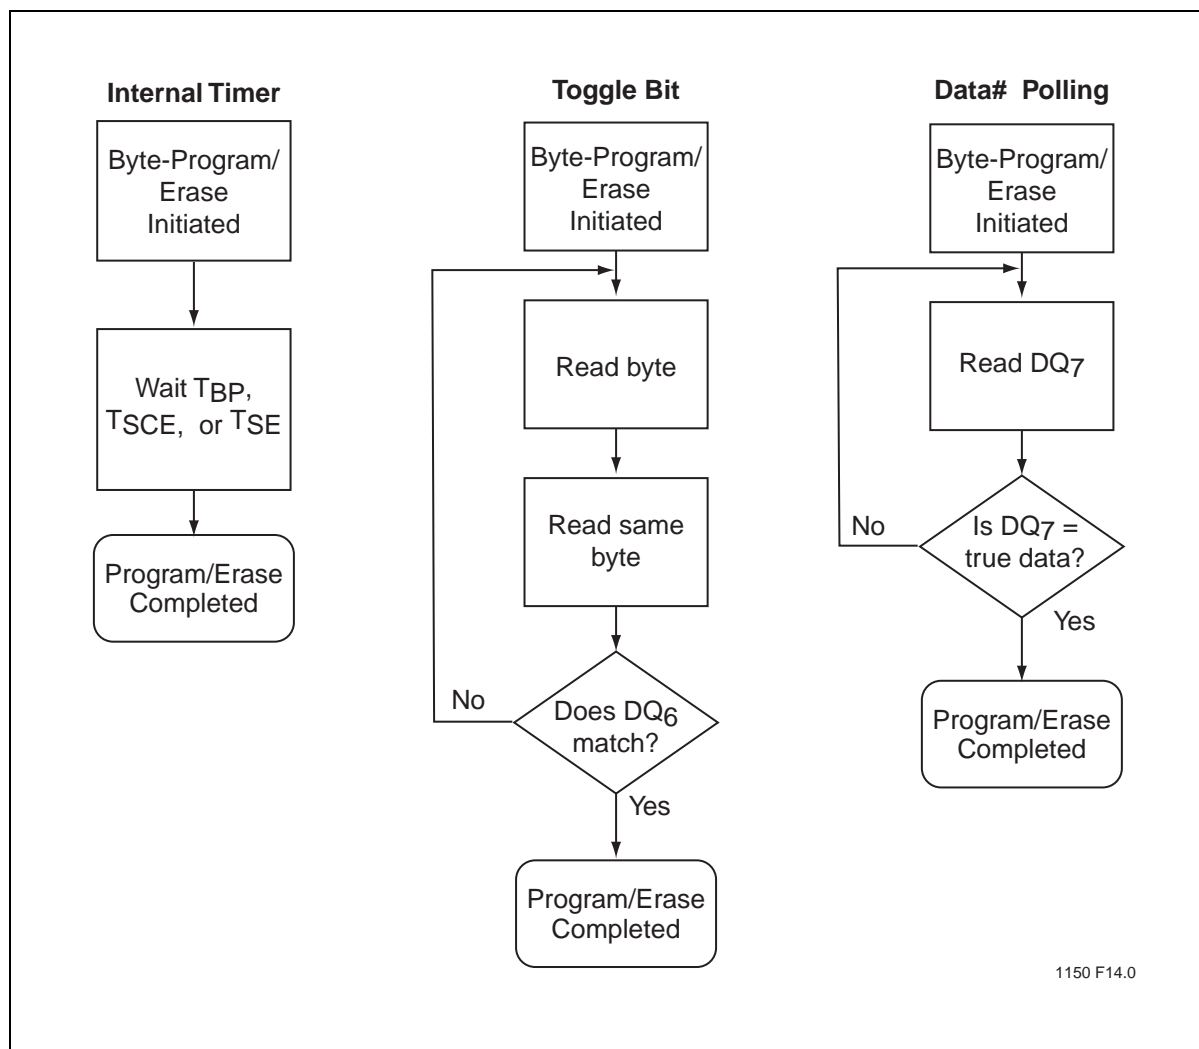 Internal Timer
Byte-Program/
Erase
Initiated
Wait TBP,
TSCE, or TSE
Program/Erase
Completed
Toggle Bit
Byte-Program/
Erase
Initiated
Read byte
Read same
byte
Does DQ6
match?
No
Yes
Program/Erase
Completed
Data# Polling
Byte-Program/
Erase
Initiated
Read DQ7
Is DQ7 =
true data?
No
Yes
Program/Erase
Completed
1150 F14.0